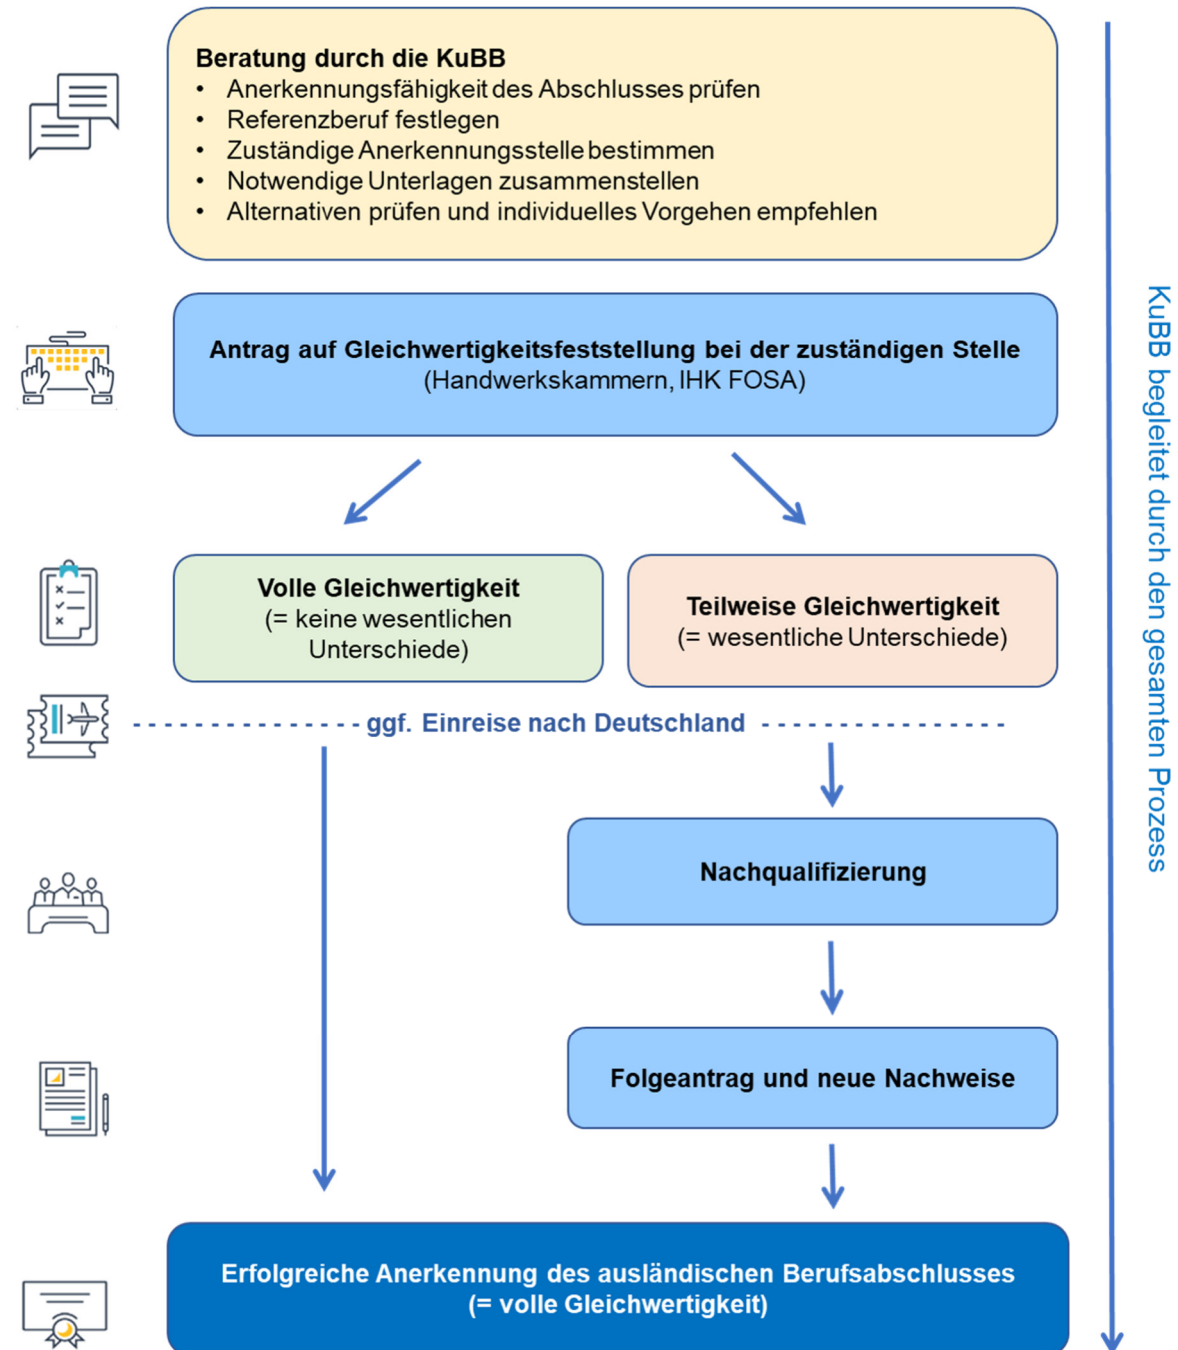 Beratung durch die KuBB
• Anerkennungsfähigkeit des Abschlusses prüfen
• Referenzberuf festlegen
• Zuständige Anerkennungsstelle bestimmen
• Notwendige Unterlagen zusammenstellen
• Alternativen prüfen und individuelles Vorgehen empfehlen
Antrag auf Gleichwertigkeitsfeststellung bei der zuständigen Stelle
(Handwerkskammern, IHK FOSA)
Volle Gleichwertigkeit
(= keine wesentlichen
Unterschiede)
Teilweise Gleichwertigkeit
(= wesentliche Unterschiede)
ggf. Einreise nach Deutschland
Nachqualifizierung
Folgeantrag und neue Nachweise
Erfolgreiche Anerkennung des ausländischen Berufsabschlusses
(= volle Gleichwertigkeit)
KuBB begleitet durch den gesamten Prozess